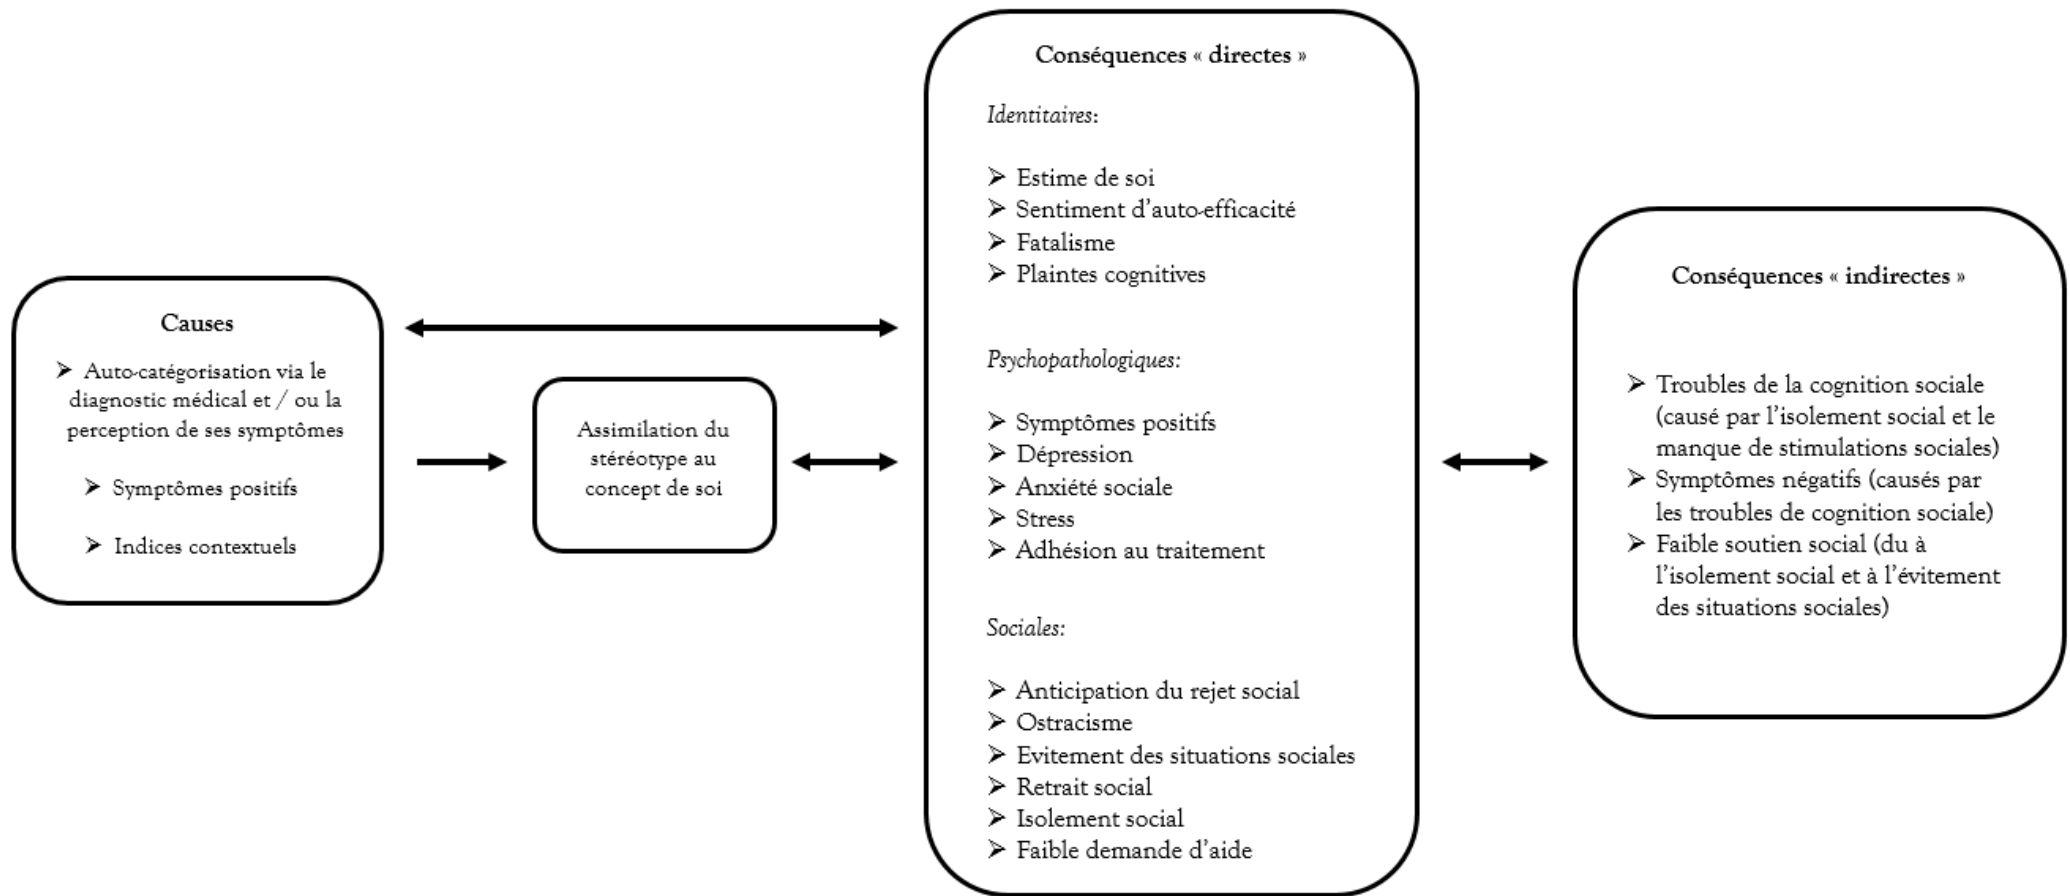 Causes
➢ Auto-catégorisation via le
diagnostic médical et / ou la
perception de ses symptômes
➢ Symptômes positifs
➢ Indices contextuels
Assimilation du
stéréotype au
concept de soi
Conséquences « directes »
Identitaires:
➢ Estime de soi
➢ Sentiment d’auto-efficacité
➢ Fatalisme
➢ Plaintes cognitives
Psychopathologiques:
➢ Symptômes positifs
➢ Dépression
➢ Anxiété sociale
➢ Stress
➢ Adhésion au traitement
Sociales:
➢ Anticipation du rejet social
➢ Ostracisme
➢ Evitement des situations sociales
➢ Retrait social
➢ Isolement social
➢ Faible demande d’aide
Conséquences « indirectes »
➢ Troubles de la cognition sociale
(causé par l’isolement social et le
manque de stimulations sociales)
➢ Symptômes négatifs (causés par
les troubles de cognition sociale)
➢ Faible soutien social (du à
l’isolement social et à l’évitement
des situations sociales)